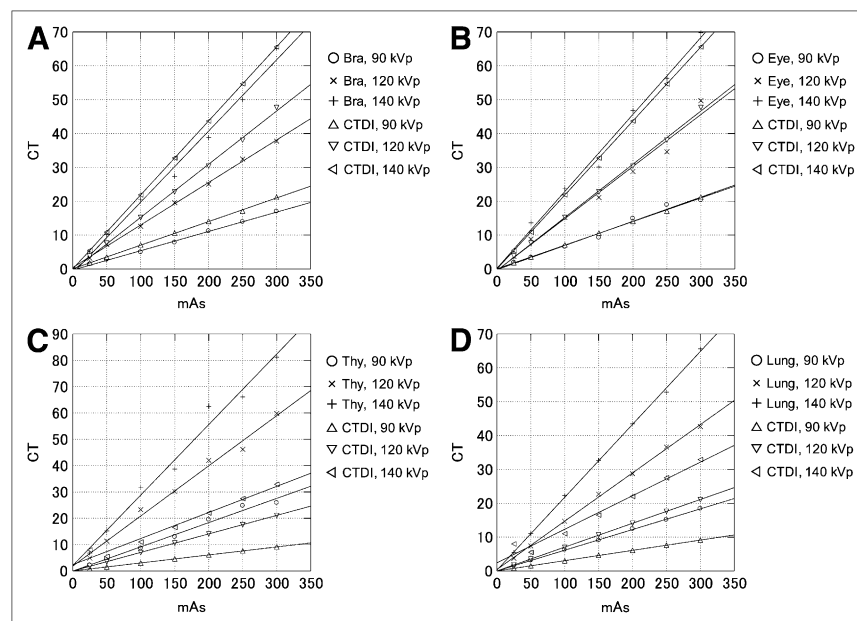 A
70
60
50
40
30
20
10
0
CT
0 50 100 150 200 250 300 350
mAs
Bra, 90 kVp
Bra, 120 kVp
Bra, 140 kVp
CTDI, 90 kVp
CTDI, 120 kVp
CTDI, 140 kVp
B
70
60
50
40
30
20
10
0
CT
0 50 100 150 200 250 300 350
mAs
Eye, 90 kVp
Eye, 120 kVp
Eye, 140 kVp
CTDI, 90 kVp
CTDI, 120 kVp
CTDI, 140 kVp
C
90
80
70
60
50
40
30
20
10
0
CT
0 50 100 150 200 250 300 350
mAs
Thy, 90 kVp
Thy, 120 kVp
Thy, 140 kVp
CTDI, 90 kVp
CTDI, 120 kVp
CTDI, 140 kVp
D
70
60
50
40
30
20
10
0
CT
0 50 100 150 200 250 300 350
mAs
Lung, 90 kVp
Lung, 120 kVp
Lung, 140 kVp
CTDI, 90 kVp
CTDI, 120 kVp
CTDI, 140 kVp